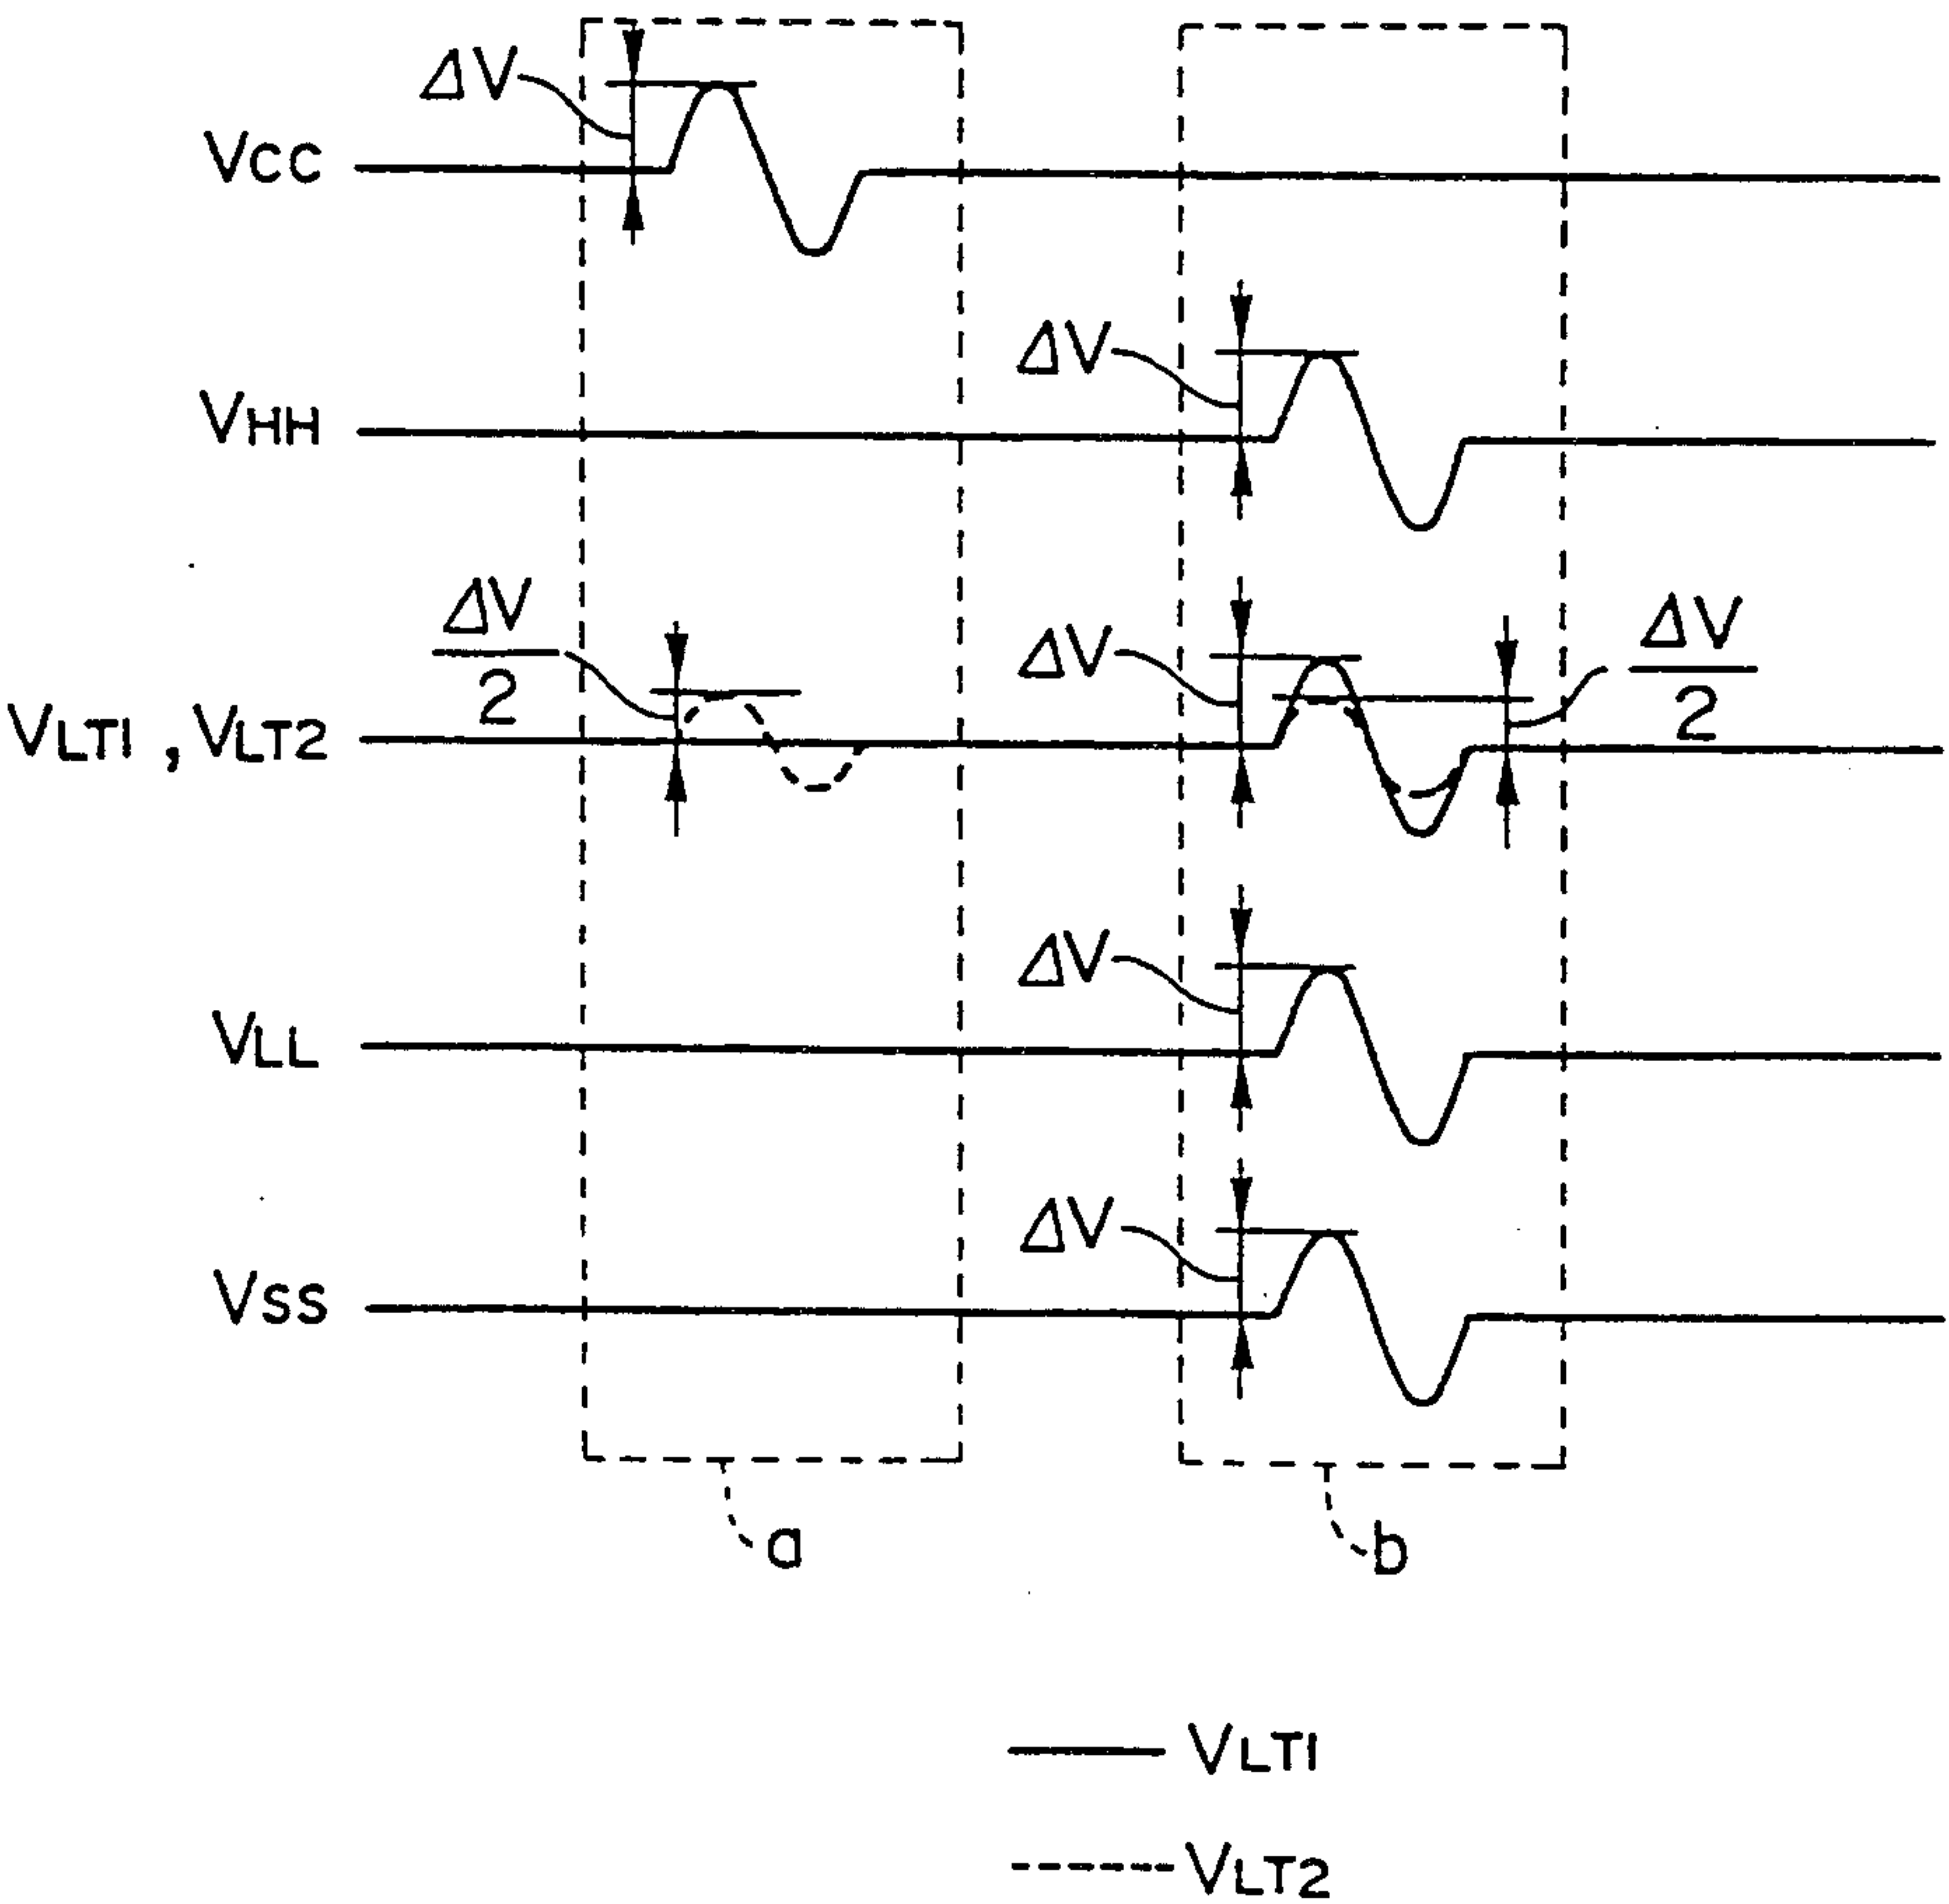 ΔV
VCC
ΔV
VHH
ΔV
2
ΔV
ΔV
2
VLT1 , VLT2
ΔV
VLL
ΔV
VSS
a
b
VLT1
VLT2